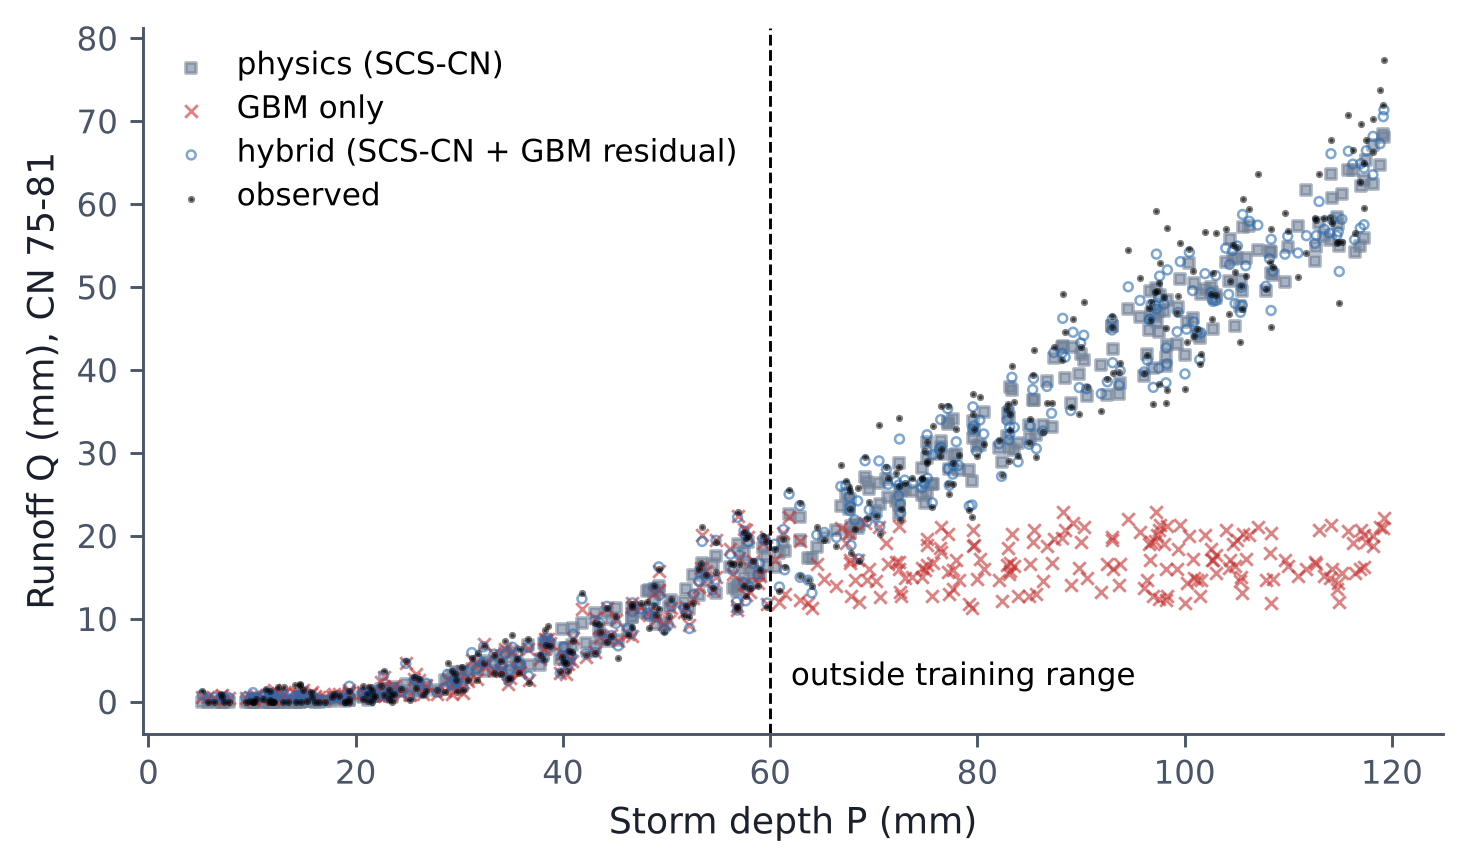 physics (SCS-CN)
GBM only
hybrid (SCS-CN + GBM residual)
observed
outside training range
Runoff Q (mm), CN 75-81
80
70
60
50
40
30
20
10
0
0 20 40 60 80 100 120
Storm depth P (mm)